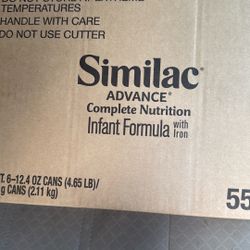 TEMPERATURES
HANDLE WITH CARE
DO NOT USE CUTTER
Similac®
ADVANCE®
Complete Nutrition
Infant Formula with Iron
T. 6–12.4 OZ CANS (4.65 LB)/
g CANS (2.11 kg)
55